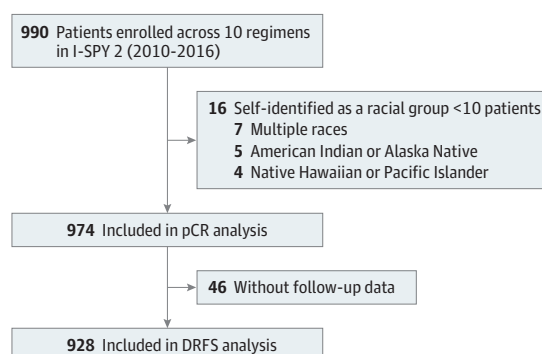 990 Patients enrolled across 10 regimens
in I-SPY 2 (2010-2016)
16 Self-identified as a racial group <10 patients
7 Multiple races
5 American Indian or Alaska Native
4 Native Hawaiian or Pacific Islander
974 Included in pCR analysis
46 Without follow-up data
928 Included in DRFS analysis